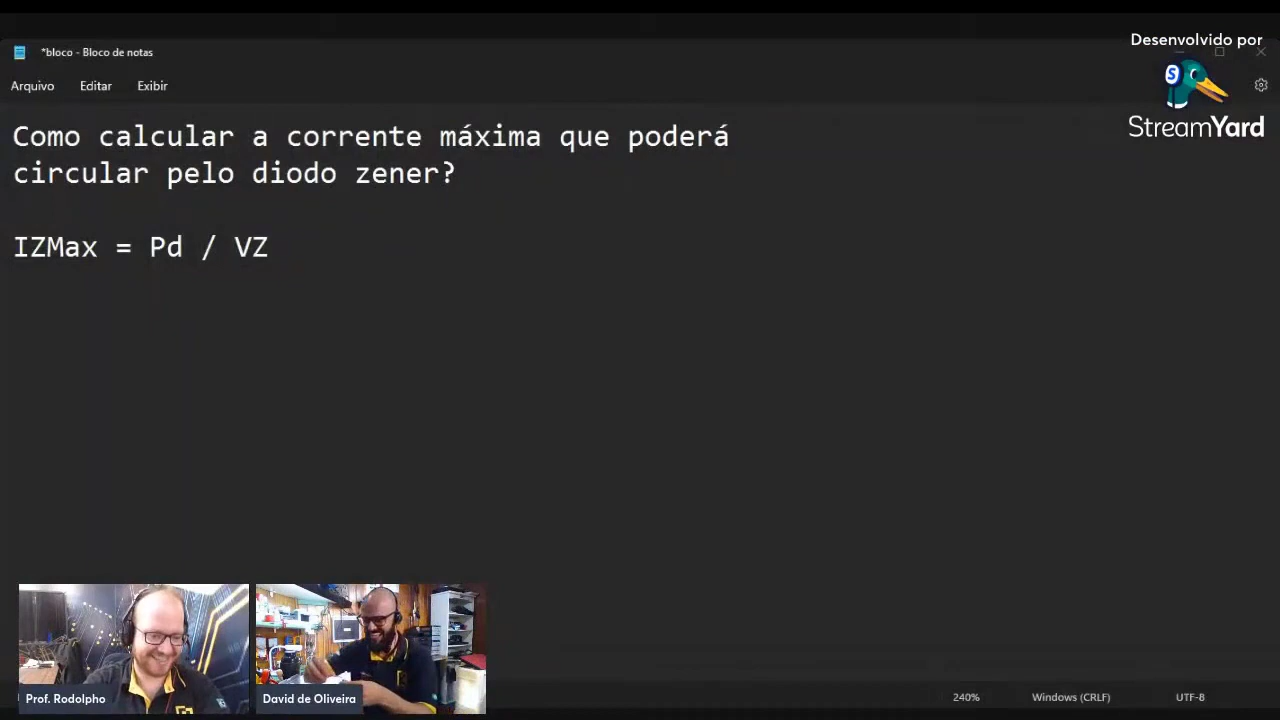 *bloco - Bloco de notas
Desenvolvido por
StreamYard
Arquivo Editar Exibir
Como calcular a corrente máxima que poderá
circular pelo diodo zener?
IZMax = Pd / VZ
Prof. Rodolpho
David de Oliveira
240% Windows (CRLF) UTF-8